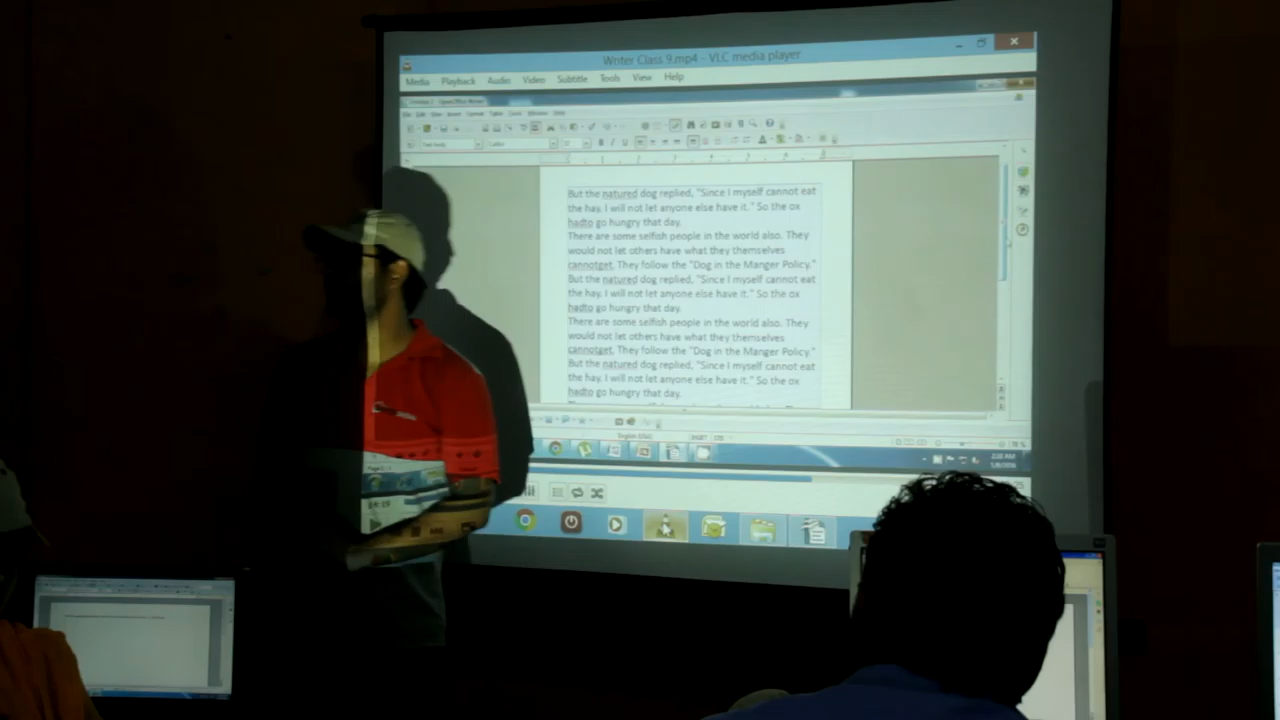 Writer Class 9.mp4 - VLC media player
Media Playback Audio Video Subtitle Tools View Help
But the natured dog replied, "Since I myself cannot eat
the hay. I will not let anyone else have it." So the ox
hadto go hungry that day.
There are some selfish people in the world also. They
would not let others have what they themselves
cannotget. They follow the "Dog in the Manger Policy."
But the natured dog replied, "Since I myself cannot eat
the hay. I will not let anyone else have it." So the ox
hadto go hungry that day.
There are some selfish people in the world also. They
would not let others have what they themselves
cannotget. They follow the "Dog in the Manger Policy."
But the natured dog replied, "Since I myself cannot eat
the hay. I will not let anyone else have it." So the ox
hadto go hungry that day.
English (USA)